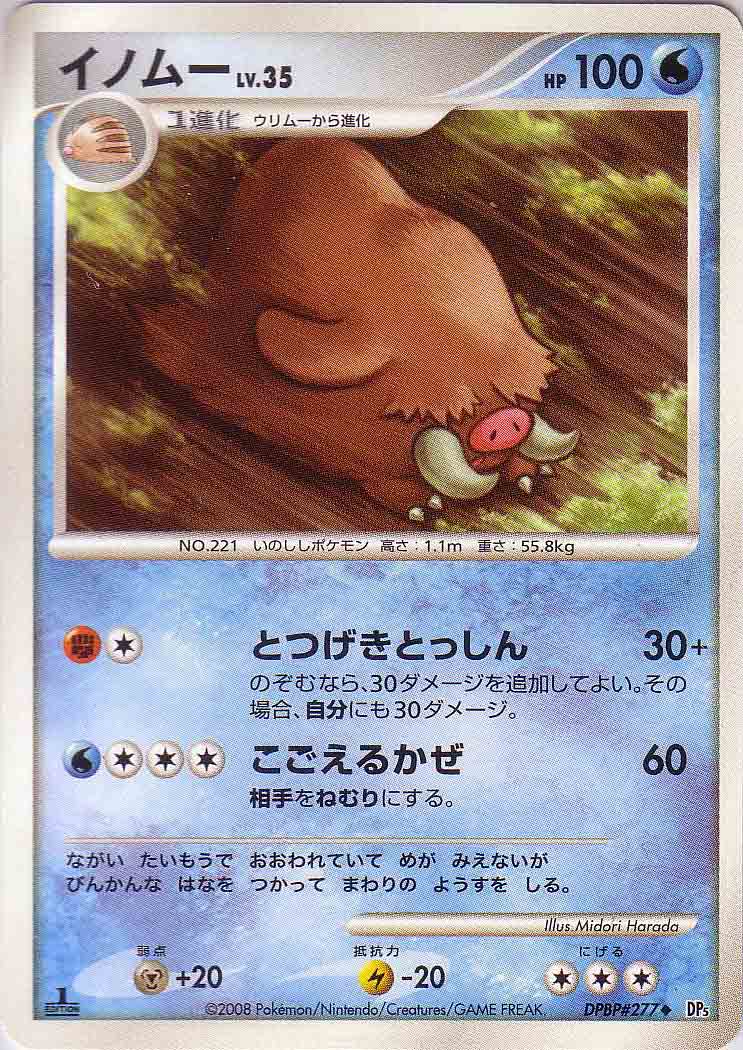 イノムー LV.35 HP 100
1進化 ウリムーから進化
NO.221 いのししポケモン 高さ:1.1m 重さ:55.8kg
とつげきとっしん 30+
のぞむなら、30ダメージを追加してよい。その
場合、自分にも30ダメージ。
こごえるかぜ 60
相手をねむりにする。
ながい たいもうで おおわれていて めが みえないが
びんかんな はなを つかって まわりの ようすを しる。
Illus.Midori Harada
弱点 抵抗力 にげる
+20 -20
1 EDITION
©2008 Pokémon/Nintendo/Creatures/GAME FREAK. DPBP#277◆ DP5